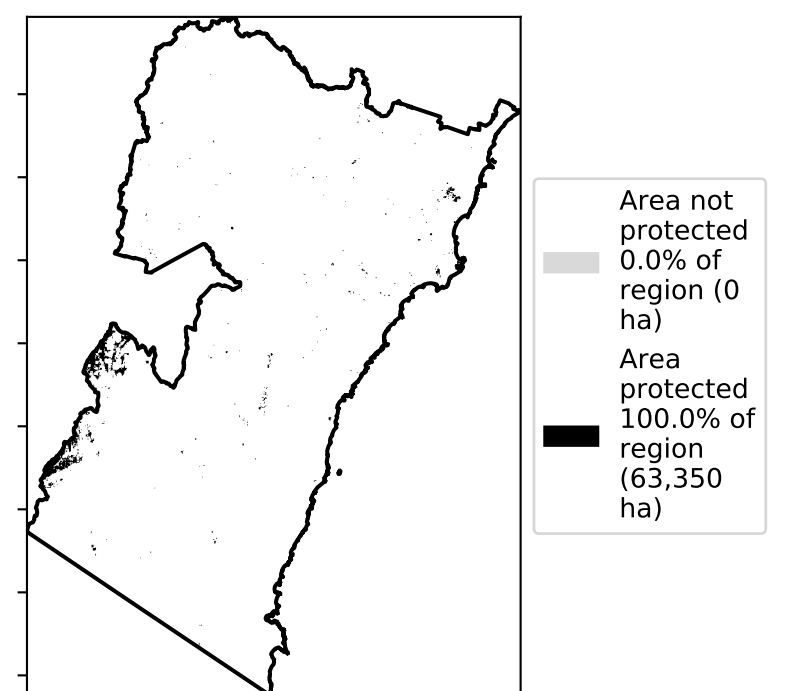 Area not
protected
0.0% of
region (0
ha)
Area
protected
100.0% of
region
(63,350
ha)